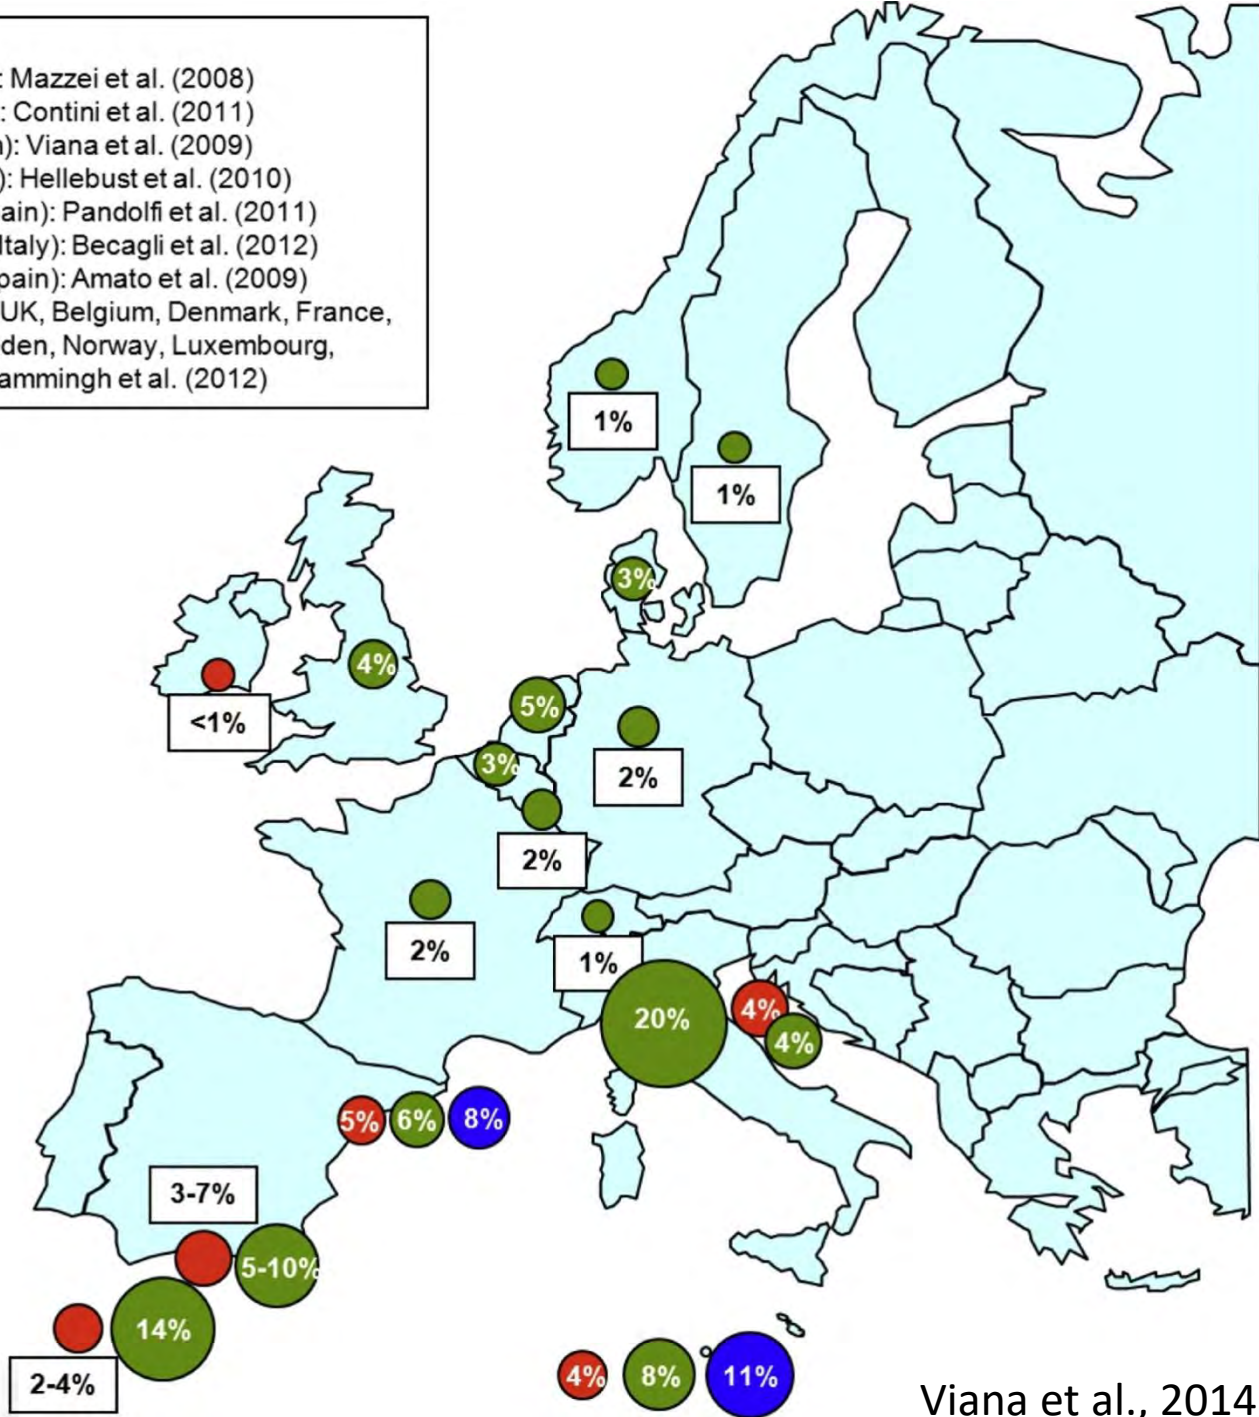 : Mazzei et al. (2008)
: Contini et al. (2011)
): Viana et al. (2009)
): Hellebust et al. (2010)
ain): Pandolfi et al. (2011)
Italy): Becagli et al. (2012)
pain): Amato et al. (2009)
UK, Belgium, Denmark, France,
den, Norway, Luxembourg,
ammingh et al. (2012)
1%
1%
3%
4%
<1%
5%
3%
2%
2%
2%
1%
20%
4%
4%
5%
6%
8%
3-7%
5-10%
14%
2-4%
4%
8%
11%
Viana et al., 2014